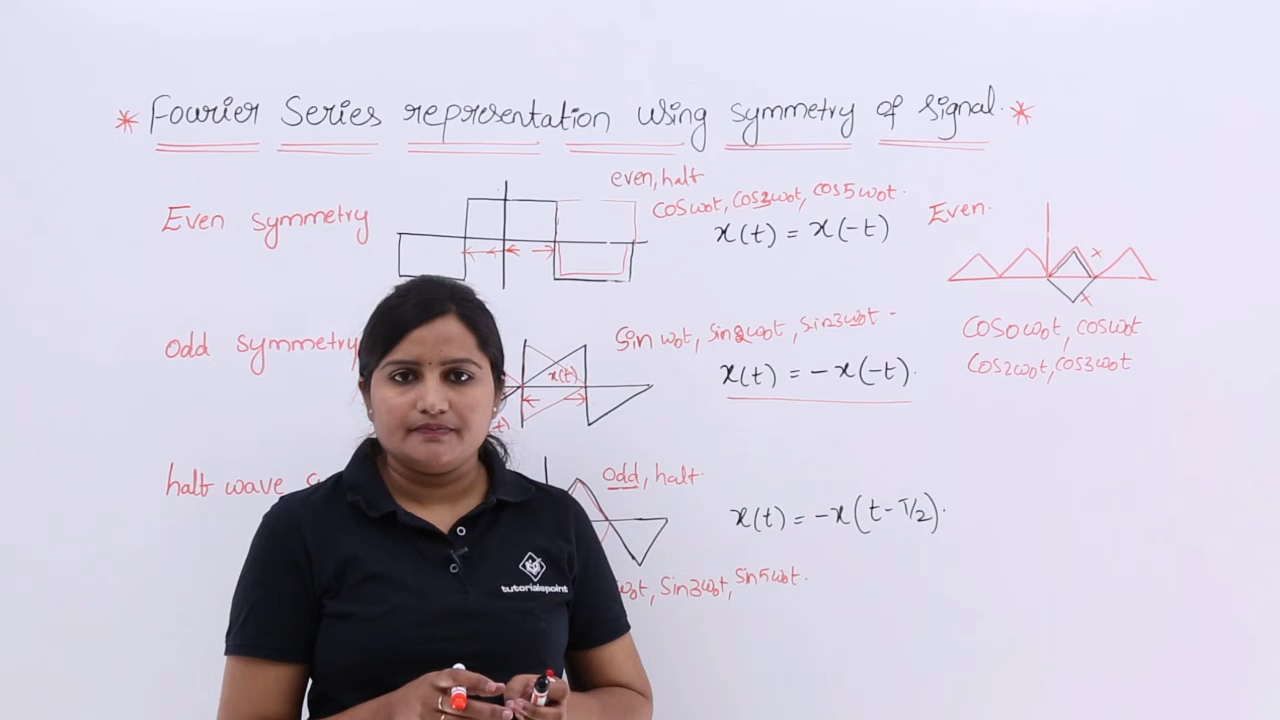 * Fourier Series representation using symmetry of signal. *
even, half
Even symmetry
cosω₀t, cos3ω₀t, cos5ω₀t.
x(t) = x(-t)
Even.
odd symmetry
sin ω₀t, sin2ω₀t, sin3ω₀t -
x(t)
x(t) = -x(-t).
cos0ω₀t, cosω₀t
cos2ω₀t, cos3ω₀t
half wave
odd, half
x(t) = -x(t - T/2).
ω₀t, sin3ω₀t, sin5ω₀t.
tutorialspoint